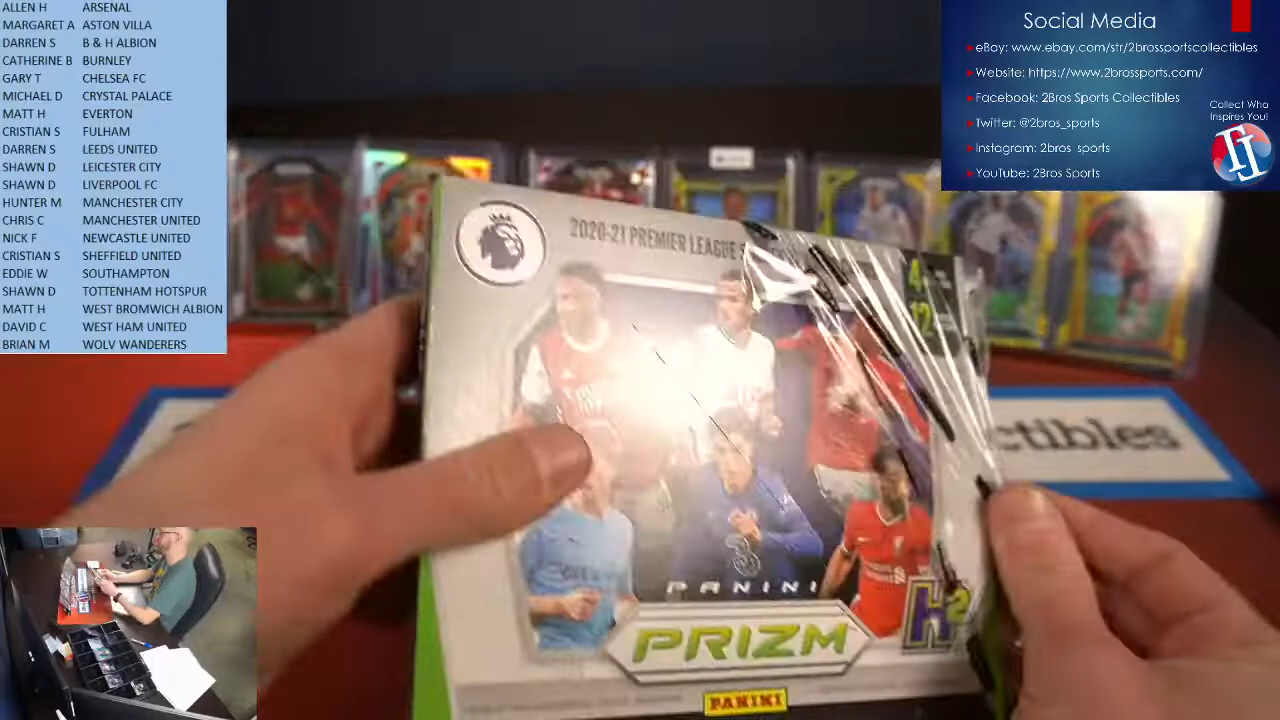 ALLEN H ARSENAL
MARGARET A ASTON VILLA
DARREN S B & H ALBION
CATHERINE B BURNLEY
GARY T CHELSEA FC
MICHAEL D CRYSTAL PALACE
MATT H EVERTON
CRISTIAN S FULHAM
DARREN S LEEDS UNITED
SHAWN D LEICESTER CITY
SHAWN D LIVERPOOL FC
HUNTER M MANCHESTER CITY
CHRIS C MANCHESTER UNITED
NICK F NEWCASTLE UNITED
CRISTIAN S SHEFFIELD UNITED
EDDIE W SOUTHAMPTON
SHAWN D TOTTENHAM HOTSPUR
MATT H WEST BROMWICH ALBION
DAVID C WEST HAM UNITED
BRIAN M WOLV WANDERERS
Social Media
eBay: www.ebay.com/str/2brossportscollectibles
Website: https://www.2brossports.com/
Facebook: 2Bros Sports Collectibles
Twitter: @2bros_sports
Instagram: 2bros_sports
YouTube: 2Bros Sports
Collect Who
Inspires You!
2020-21 PREMIER LEAGUE
4
12
3
PANINI
PRIZM
H2
PANINI
ctibles